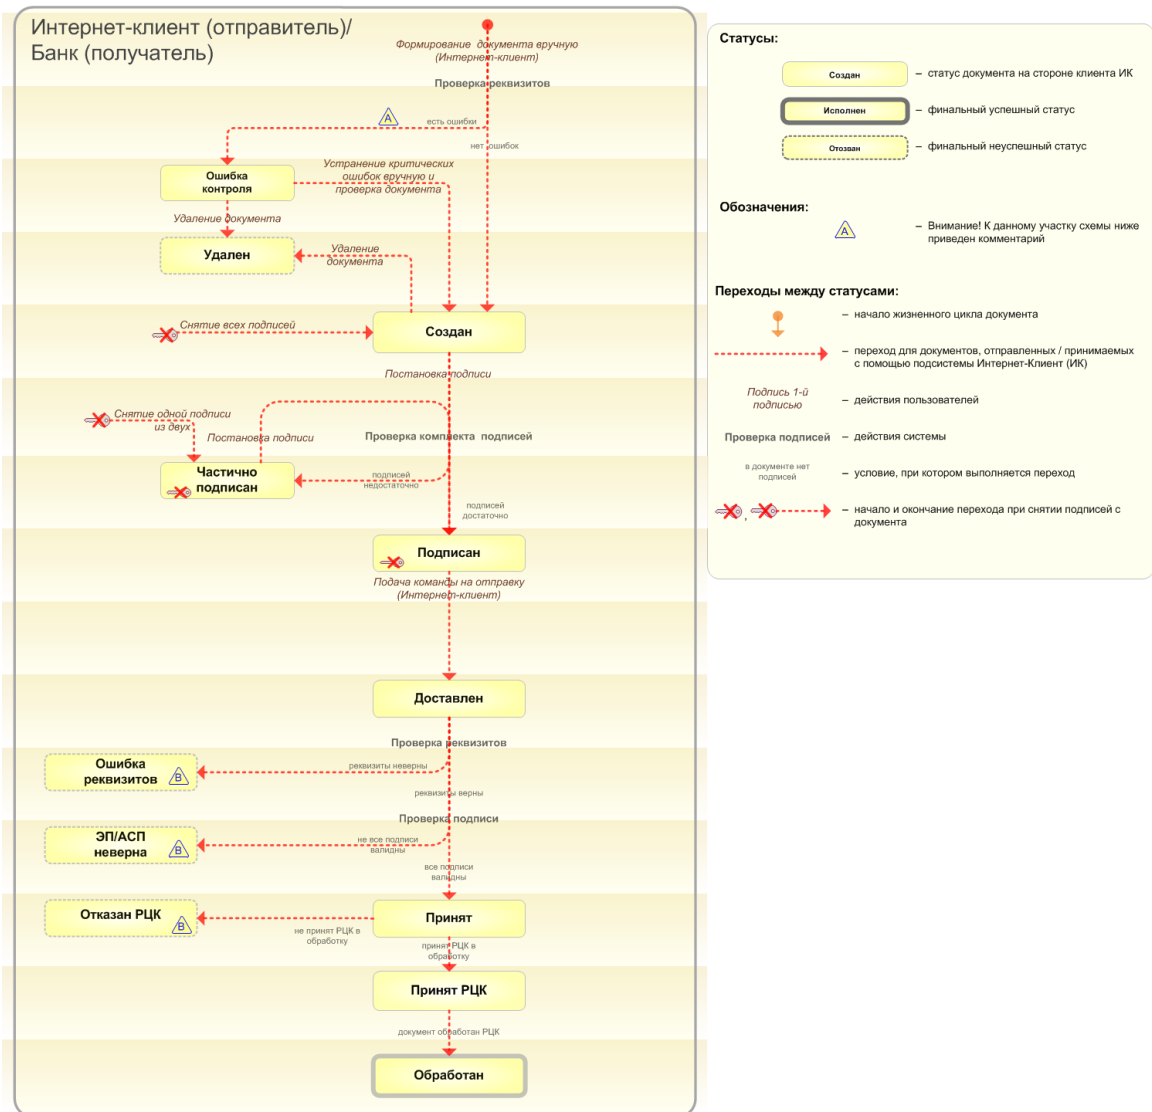 Интернет-клиент (отправитель)/
Банк (получатель)
Формирование документа вручную
(Интернет-клиент)
Проверка реквизитов
A
есть ошибки
нет ошибок
Ошибка
контроля
Устранение критических
ошибок вручную и
проверка документа
Удаление документа
Удален
Удаление
документа
Снятие всех подписей
Создан
Постановка подписи
Снятие одной подписи
из двух
Постановка подписи
Проверка комплекта подписей
Частично
подписан
подписей
недостаточно
подписей
достаточно
Подписан
Подача команды на отправку
(Интернет-клиент)
Доставлен
Проверка реквизитов
Ошибка
реквизитов
B
реквизиты неверны
реквизиты верны
Проверка подписи
ЭП/АСП
неверна
B
не все подписи
валидны
все подписи
валидны
Отказан РЦК
B
не принят РЦК в
обработку
Принят
принят РЦК в
обработку
Принят РЦК
документ обработан РЦК
Обработан
Статусы:
Создан
– статус документа на стороне клиента ИК
Исполнен
– финальный успешный статус
Отозван
– финальный неуспешный статус
Обозначения:
A
– Внимание! К данному участку схемы ниже
приведен комментарий
Переходы между статусами:
– начало жизненного цикла документа
– переход для документов, отправленных / принимаемых
с помощью подсистемы Интернет-Клиент (ИК)
Подпись 1-й
подписью
– действия пользователей
Проверка подписей
– действия системы
в документе нет
подписей
– условие, при котором выполняется переход
,
– начало и окончание перехода при снятии подписей с
документа